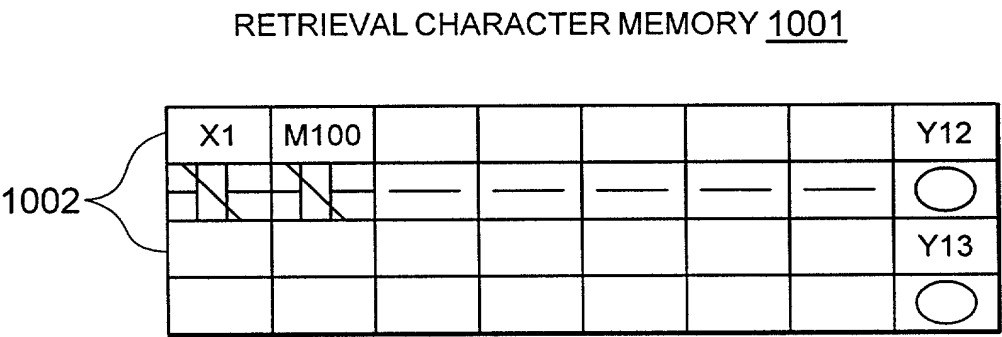 RETRIEVAL CHARACTER MEMORY 1001
X1 M100 Y12
1002
Y13